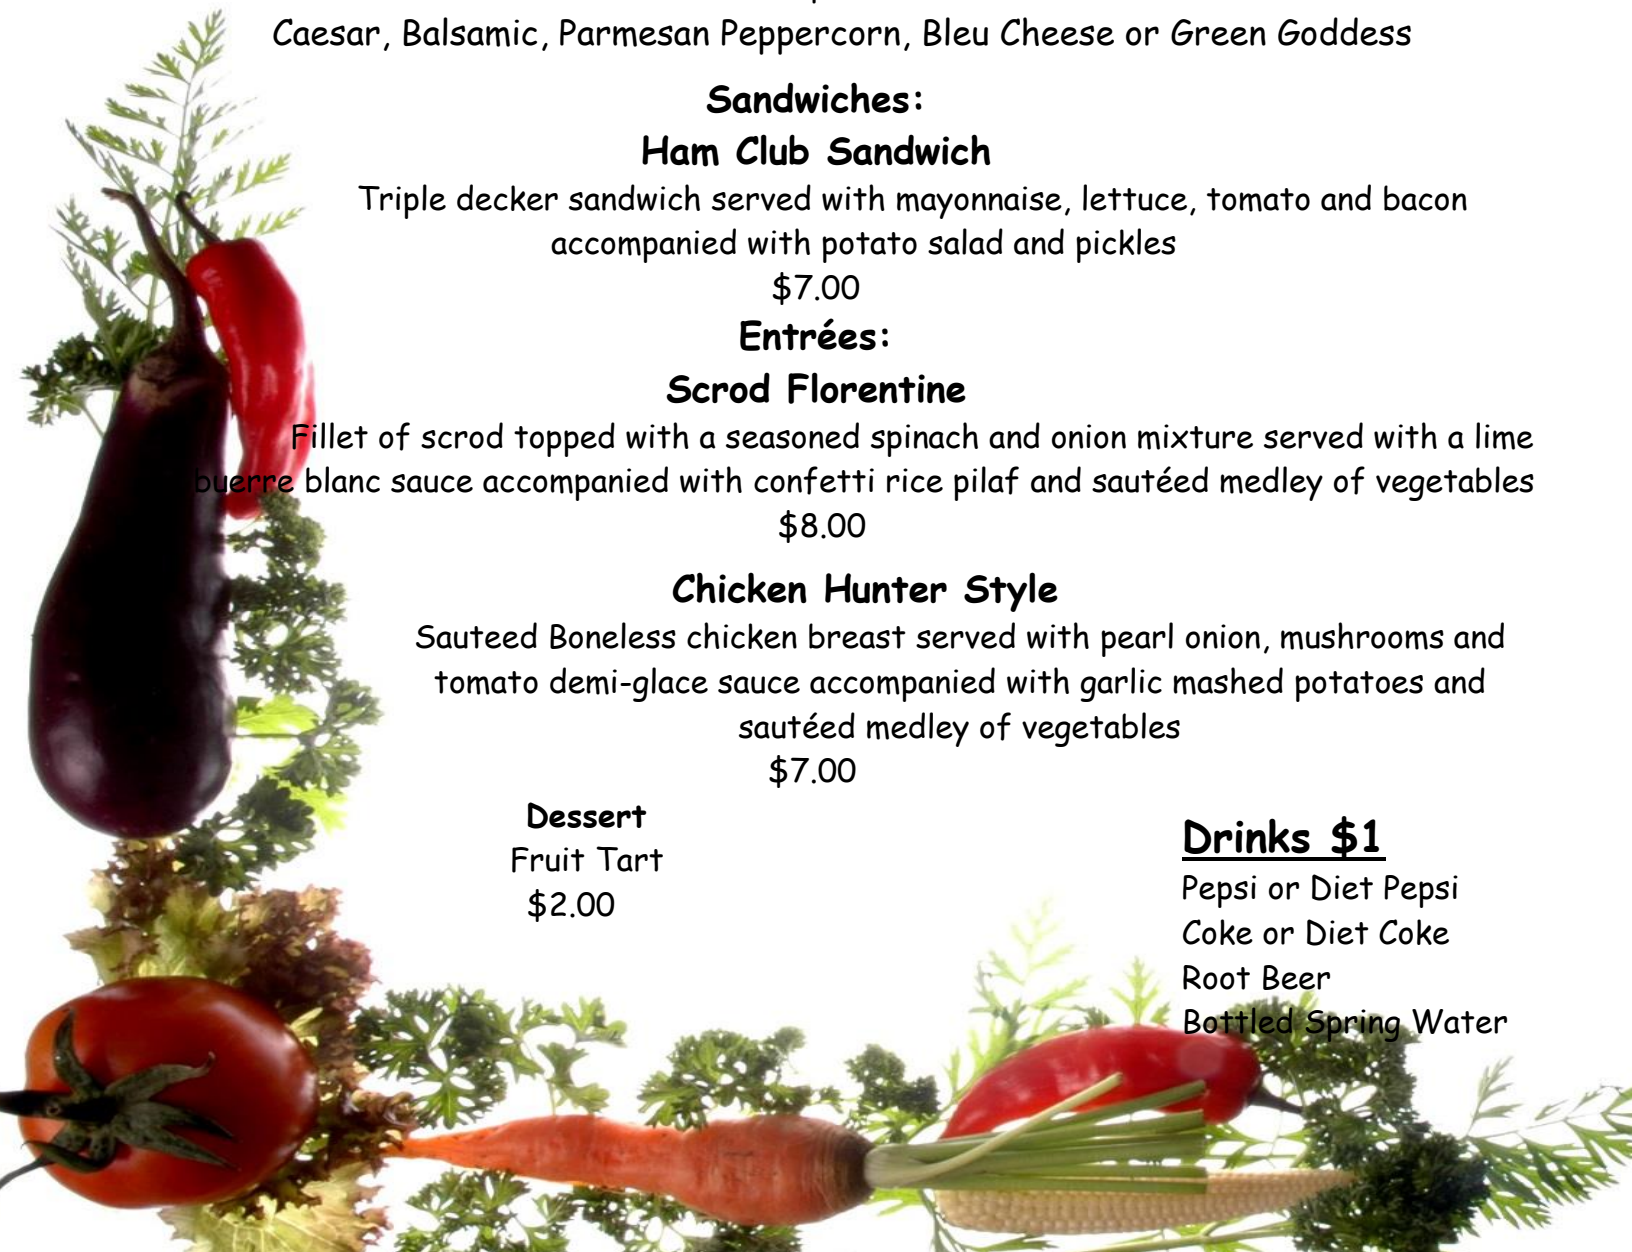 Caesar, Balsamic, Parmesan Peppercorn, Bleu Cheese or Green Goddess
Sandwiches:
Ham Club Sandwich
Triple decker sandwich served with mayonnaise, lettuce, tomato and bacon
accompanied with potato salad and pickles
$7.00
Entrées:
Scrod Florentine
Fillet of scrod topped with a seasoned spinach and onion mixture served with a lime
buerre blanc sauce accompanied with confetti rice pilaf and sautéed medley of vegetables
$8.00
Chicken Hunter Style
Sauteed Boneless chicken breast served with pearl onion, mushrooms and
tomato demi-glace sauce accompanied with garlic mashed potatoes and
sautéed medley of vegetables
$7.00
Dessert
Fruit Tart
$2.00
Drinks $1
Pepsi or Diet Pepsi
Coke or Diet Coke
Root Beer
Bottled Spring Water